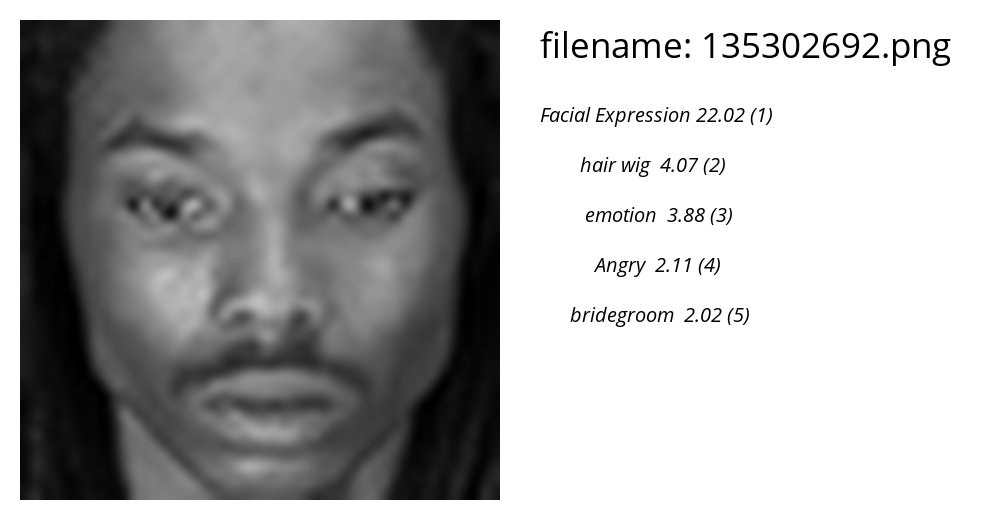 filename: 135302692.png
Facial Expression 22.02 (1)
hair wig 4.07 (2)
emotion 3.88 (3)
Angry 2.11 (4)
bridegroom 2.02 (5)